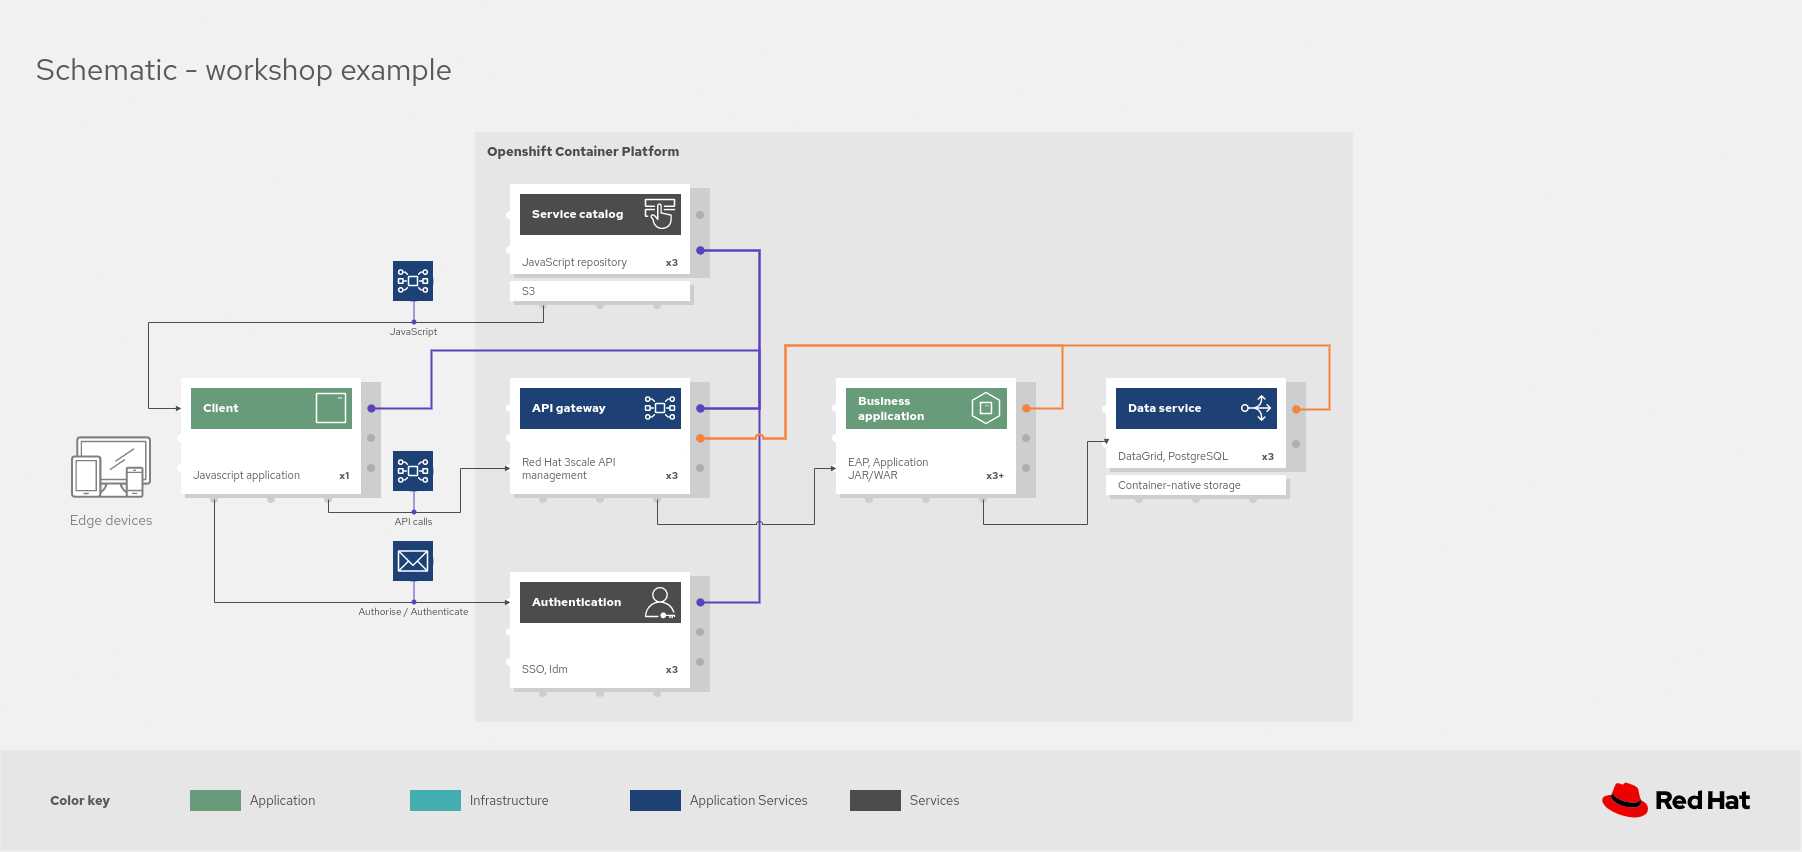 Schematic - workshop example
Openshift Container Platform
Service catalog
JavaScript repository x3
S3
JavaScript
Client
Javascript application x1
Edge devices
API calls
API gateway
Red Hat 3scale API
management x3
Business
application
EAP, Application
JAR/WAR x3+
Data service
DataGrid, PostgreSQL x3
Container-native storage
Authorise / Authenticate
Authentication
SSO, Idm x3
Color key
Application
Infrastructure
Application Services
Services
Red Hat